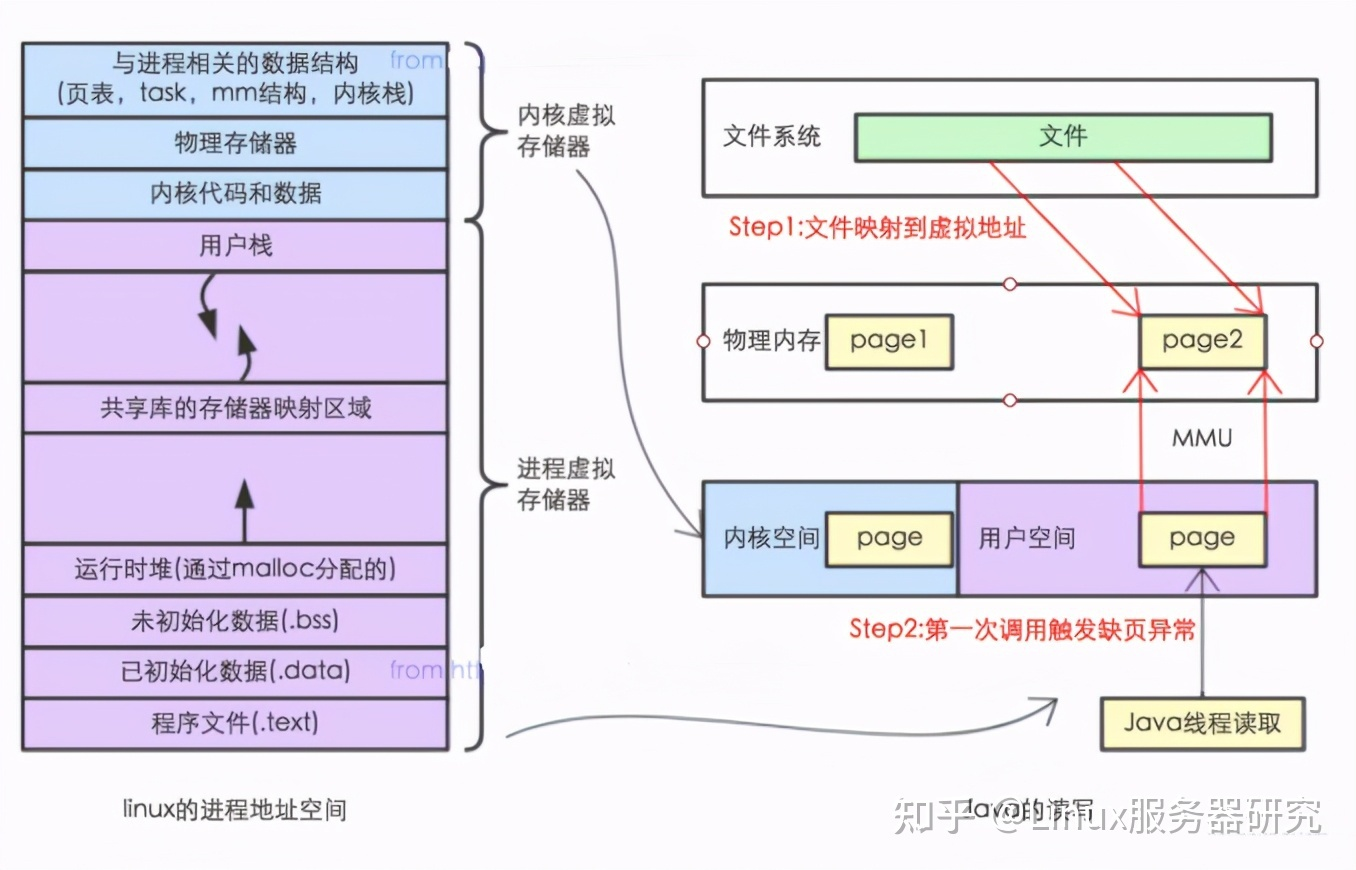 与进程相关的数据结构
(页表，task，mm结构，内核栈)
from
物理存储器
内核代码和数据
用户栈
共享库的存储器映射区域
运行时堆(通过malloc分配的)
未初始化数据(.bss)
已初始化数据(.data)
from htt
程序文件(.text)
linux的进程地址空间
内核虚拟
存储器
进程虚拟
存储器
文件系统
文件
Step1:文件映射到虚拟地址
物理内存
page1
page2
MMU
内核空间
page
用户空间
page
Step2:第一次调用触发缺页异常
Java线程读取
Java的读写
知乎 @Linux服务器研究